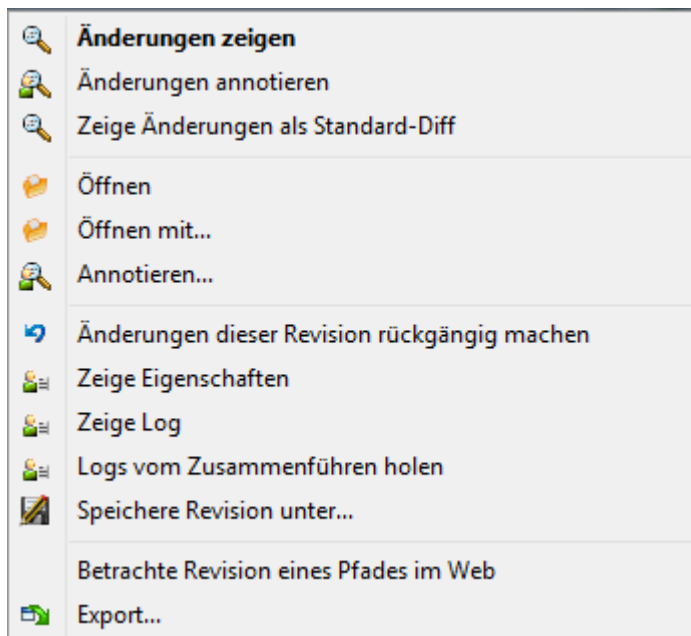 Änderungen zeigen
Änderungen annotieren
Zeige Änderungen als Standard-Diff
Öffnen
Öffnen mit...
Annotieren...
Änderungen dieser Revision rückgängig machen
Zeige Eigenschaften
Zeige Log
Logs vom Zusammenführen holen
Speichere Revision unter...
Betrachte Revision eines Pfades im Web
Export...